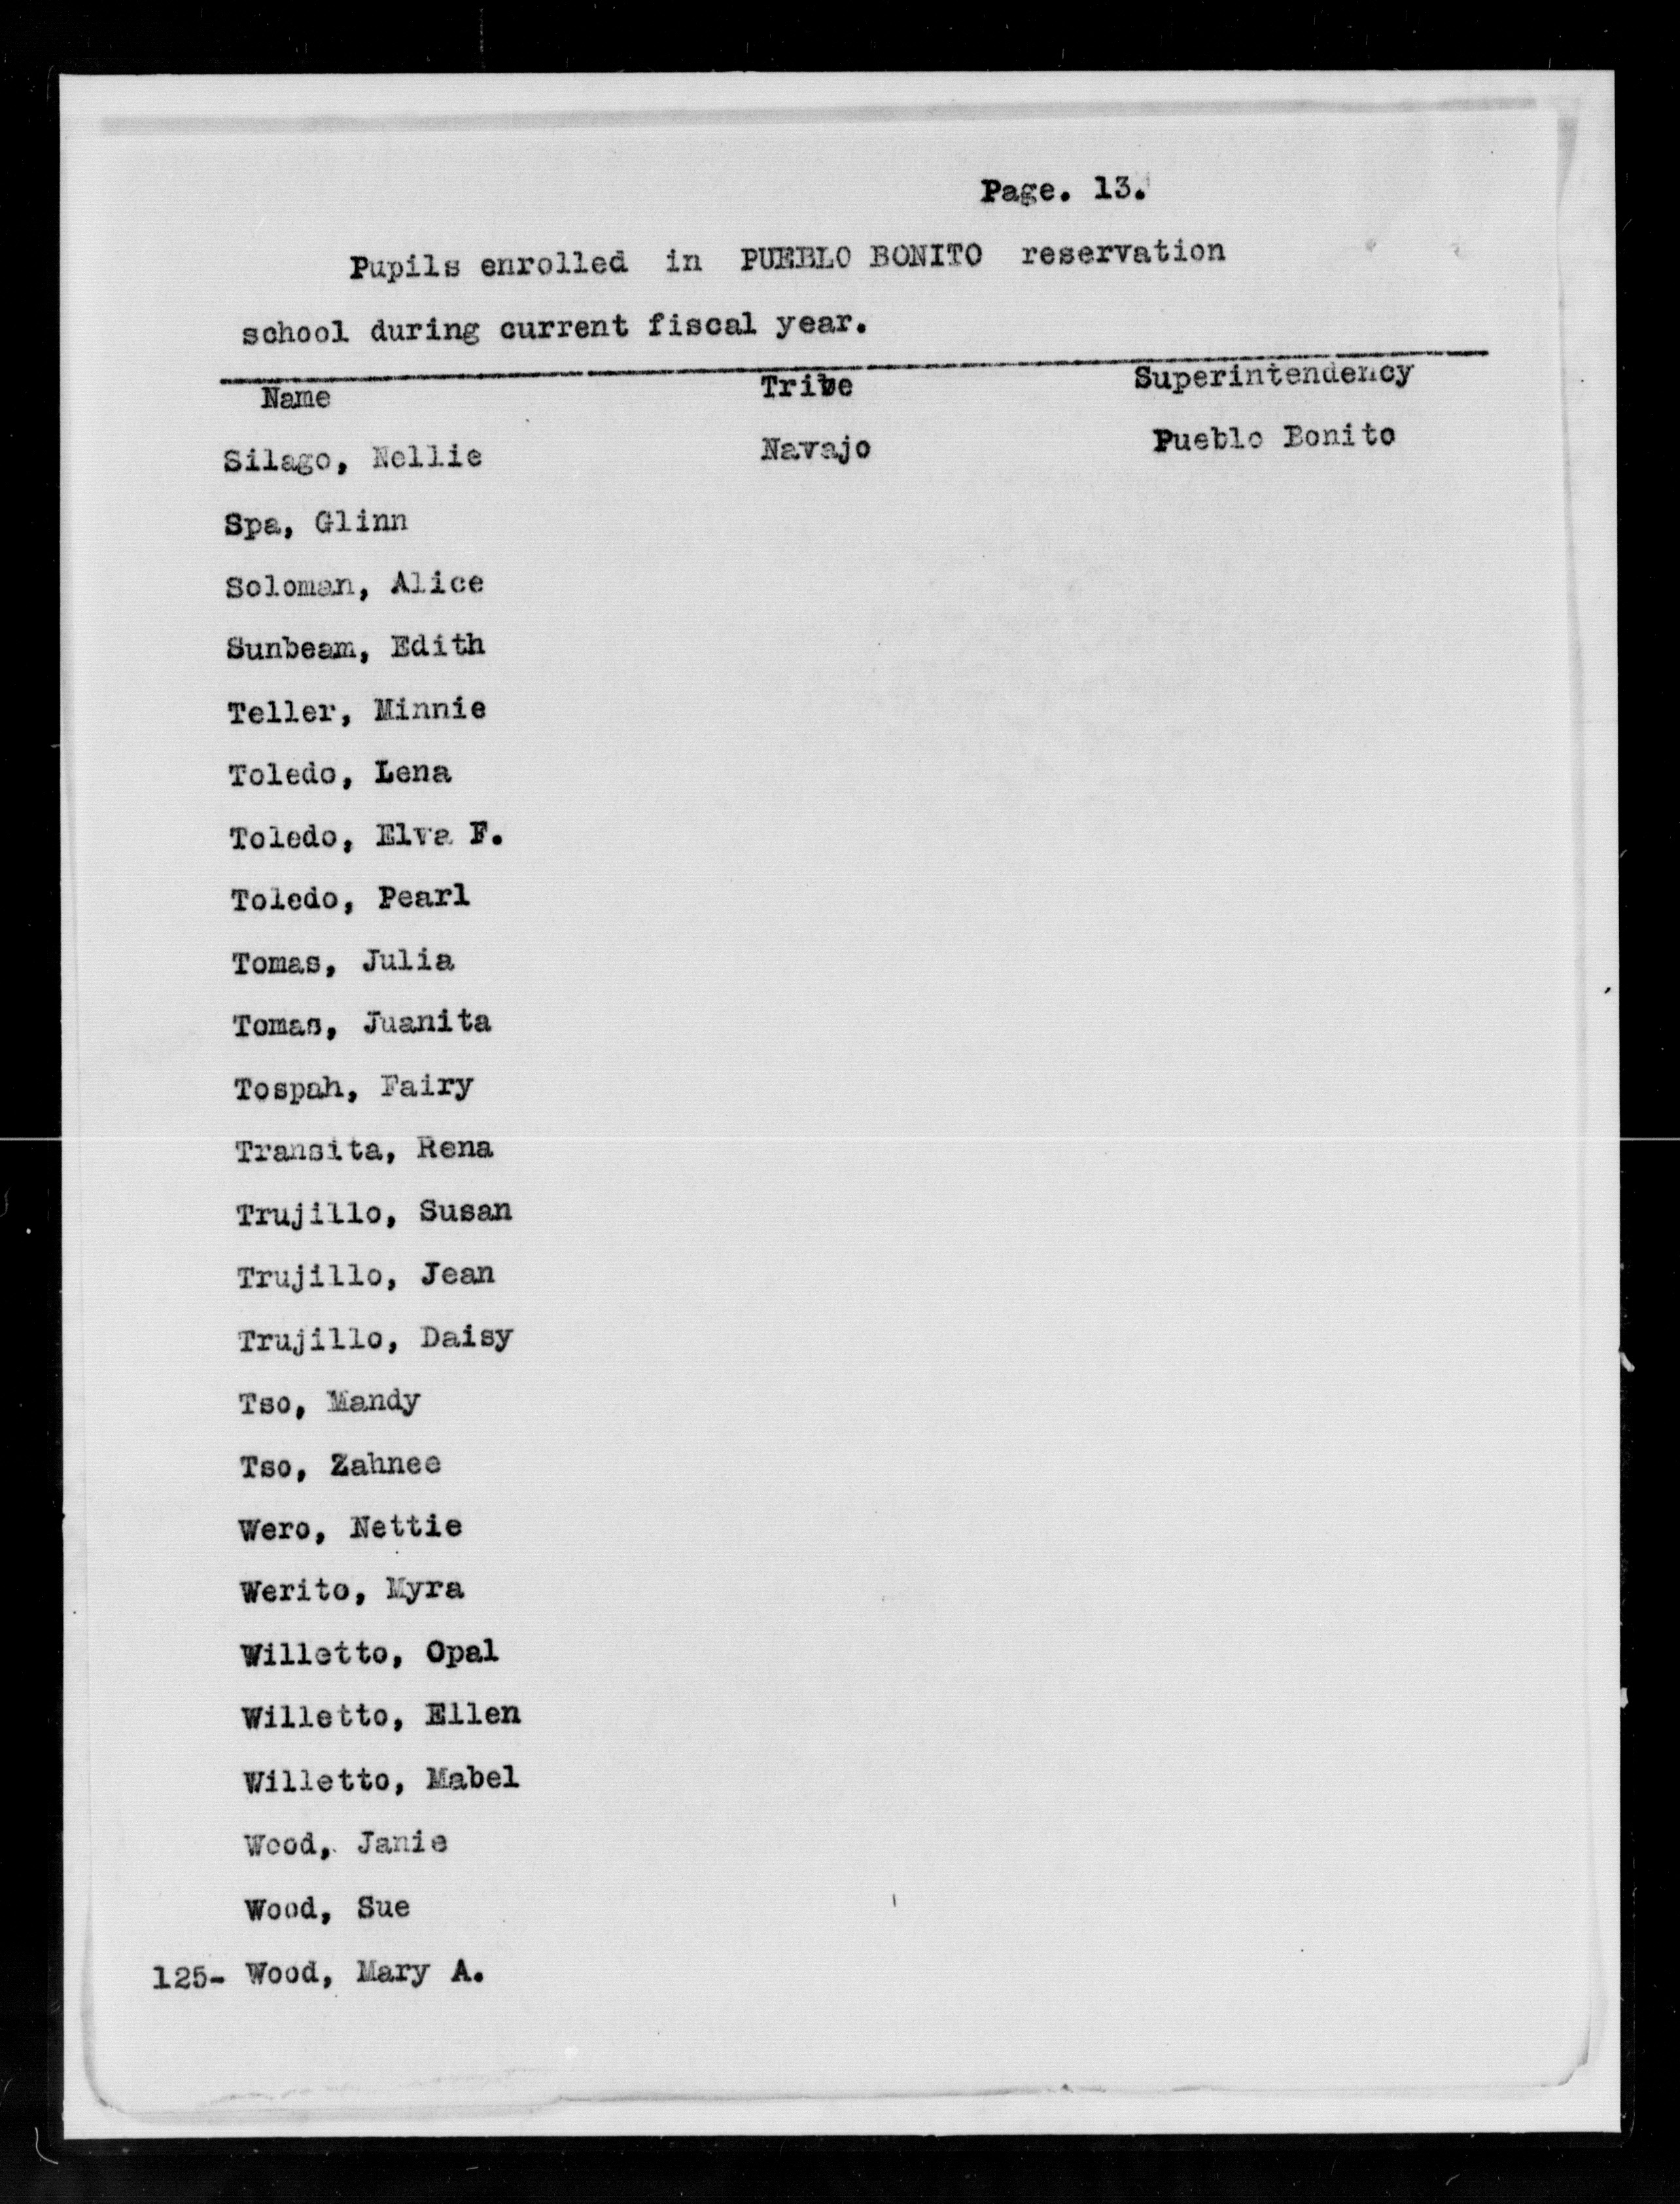 Page. 13.
Pupils enrolled in PUEBLO BONITO reservation
school during current fiscal year.
Name Tribe Superintendency
Silago, Nellie Navajo Pueblo Bonito
Spa, Glinn
Soloman, Alice
Sunbeam, Edith
Teller, Minnie
Toledo, Lena
Toledo, Elva F.
Toledo, Pearl
Tomas, Julia
Tomas, Juanita
Tospah, Fairy
Transita, Rena
Trujillo, Susan
Trujillo, Jean
Trujillo, Daisy
Tso, Mandy
Tso, Zahnee
Wero, Nettie
Werito, Myra
Willetto, Opal
Willetto, Ellen
Willetto, Mabel
Wood, Janie
Wood, Sue
125- Wood, Mary A.